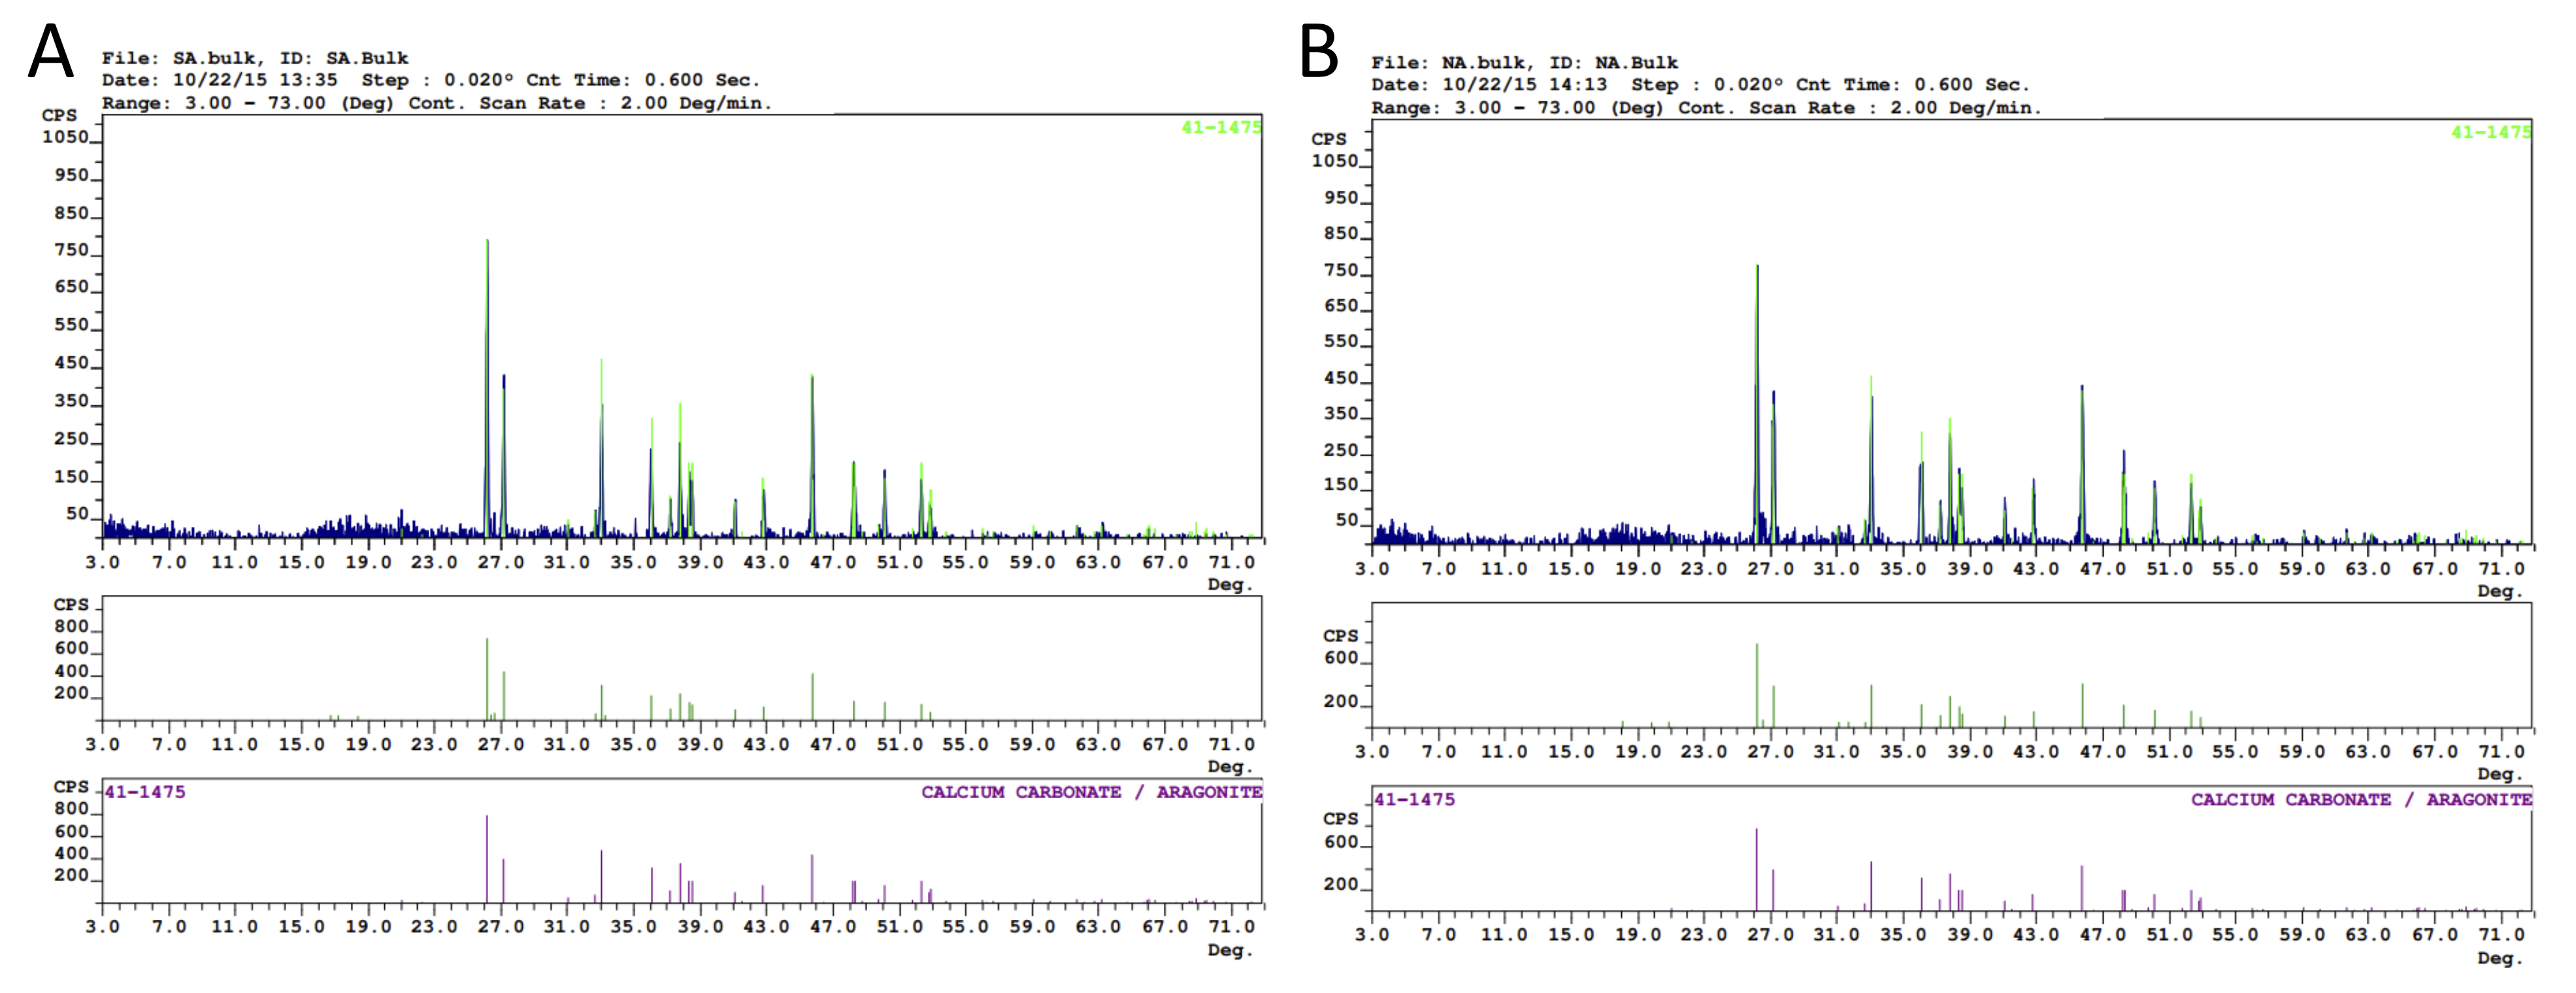 A
File: SA.bulk, ID: SA.Bulk
Date: 10/22/15 13:35 Step : 0.020° Cnt Time: 0.600 Sec.
Range: 3.00 - 73.00 (Deg) Cont. Scan Rate : 2.00 Deg/min.
CPS
41-1475
1050
950
850
750
650
550
450
350
250
150
50
3.0 7.0 11.0 15.0 19.0 23.0 27.0 31.0 35.0 39.0 43.0 47.0 51.0 55.0 59.0 63.0 67.0 71.0
Deg.
CPS
800
600
400
200
3.0 7.0 11.0 15.0 19.0 23.0 27.0 31.0 35.0 39.0 43.0 47.0 51.0 55.0 59.0 63.0 67.0 71.0
Deg.
CPS
41-1475 CALCIUM CARBONATE / ARAGONITE
800
600
400
200
3.0 7.0 11.0 15.0 19.0 23.0 27.0 31.0 35.0 39.0 43.0 47.0 51.0 55.0 59.0 63.0 67.0 71.0
Deg.
B
File: NA.bulk, ID: NA.Bulk
Date: 10/22/15 14:13 Step : 0.020° Cnt Time: 0.600 Sec.
Range: 3.00 - 73.00 (Deg) Cont. Scan Rate : 2.00 Deg/min.
41-1475
CPS
1050
950
850
750
650
550
450
350
250
150
50
3.0 7.0 11.0 15.0 19.0 23.0 27.0 31.0 35.0 39.0 43.0 47.0 51.0 55.0 59.0 63.0 67.0 71.0
Deg.
CPS
600
200
3.0 7.0 11.0 15.0 19.0 23.0 27.0 31.0 35.0 39.0 43.0 47.0 51.0 55.0 59.0 63.0 67.0 71.0
Deg.
41-1475 CALCIUM CARBONATE / ARAGONITE
CPS
600
200
3.0 7.0 11.0 15.0 19.0 23.0 27.0 31.0 35.0 39.0 43.0 47.0 51.0 55.0 59.0 63.0 67.0 71.0
Deg.